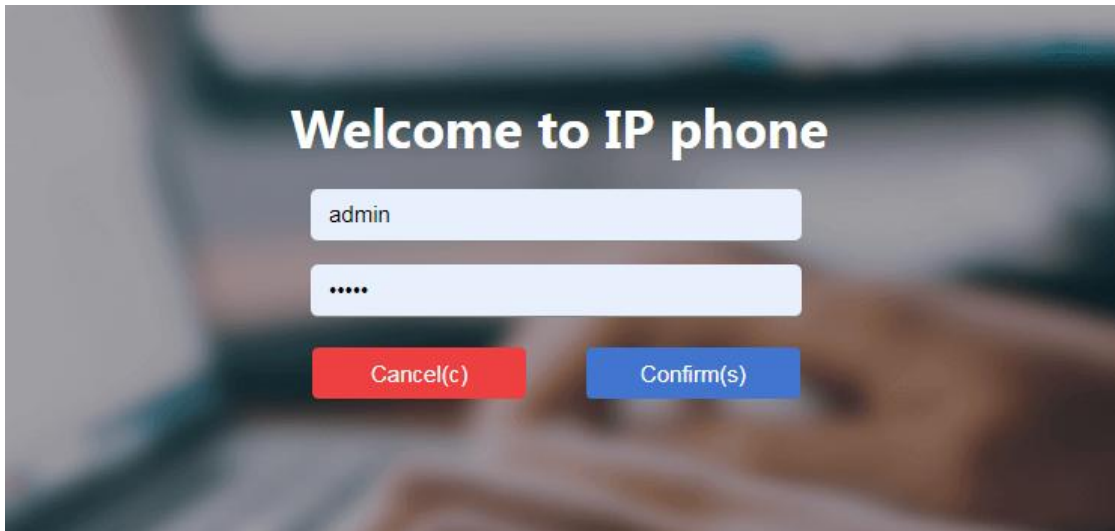 Welcome to IP phone
admin
•••••
Cancel(c)
Confirm(s)